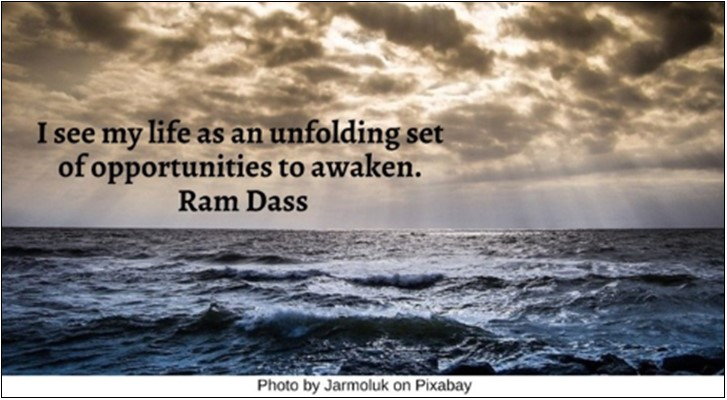 I see my life as an unfolding set
of opportunities to awaken.
Ram Dass
Photo by Jarmoluk on Pixabay